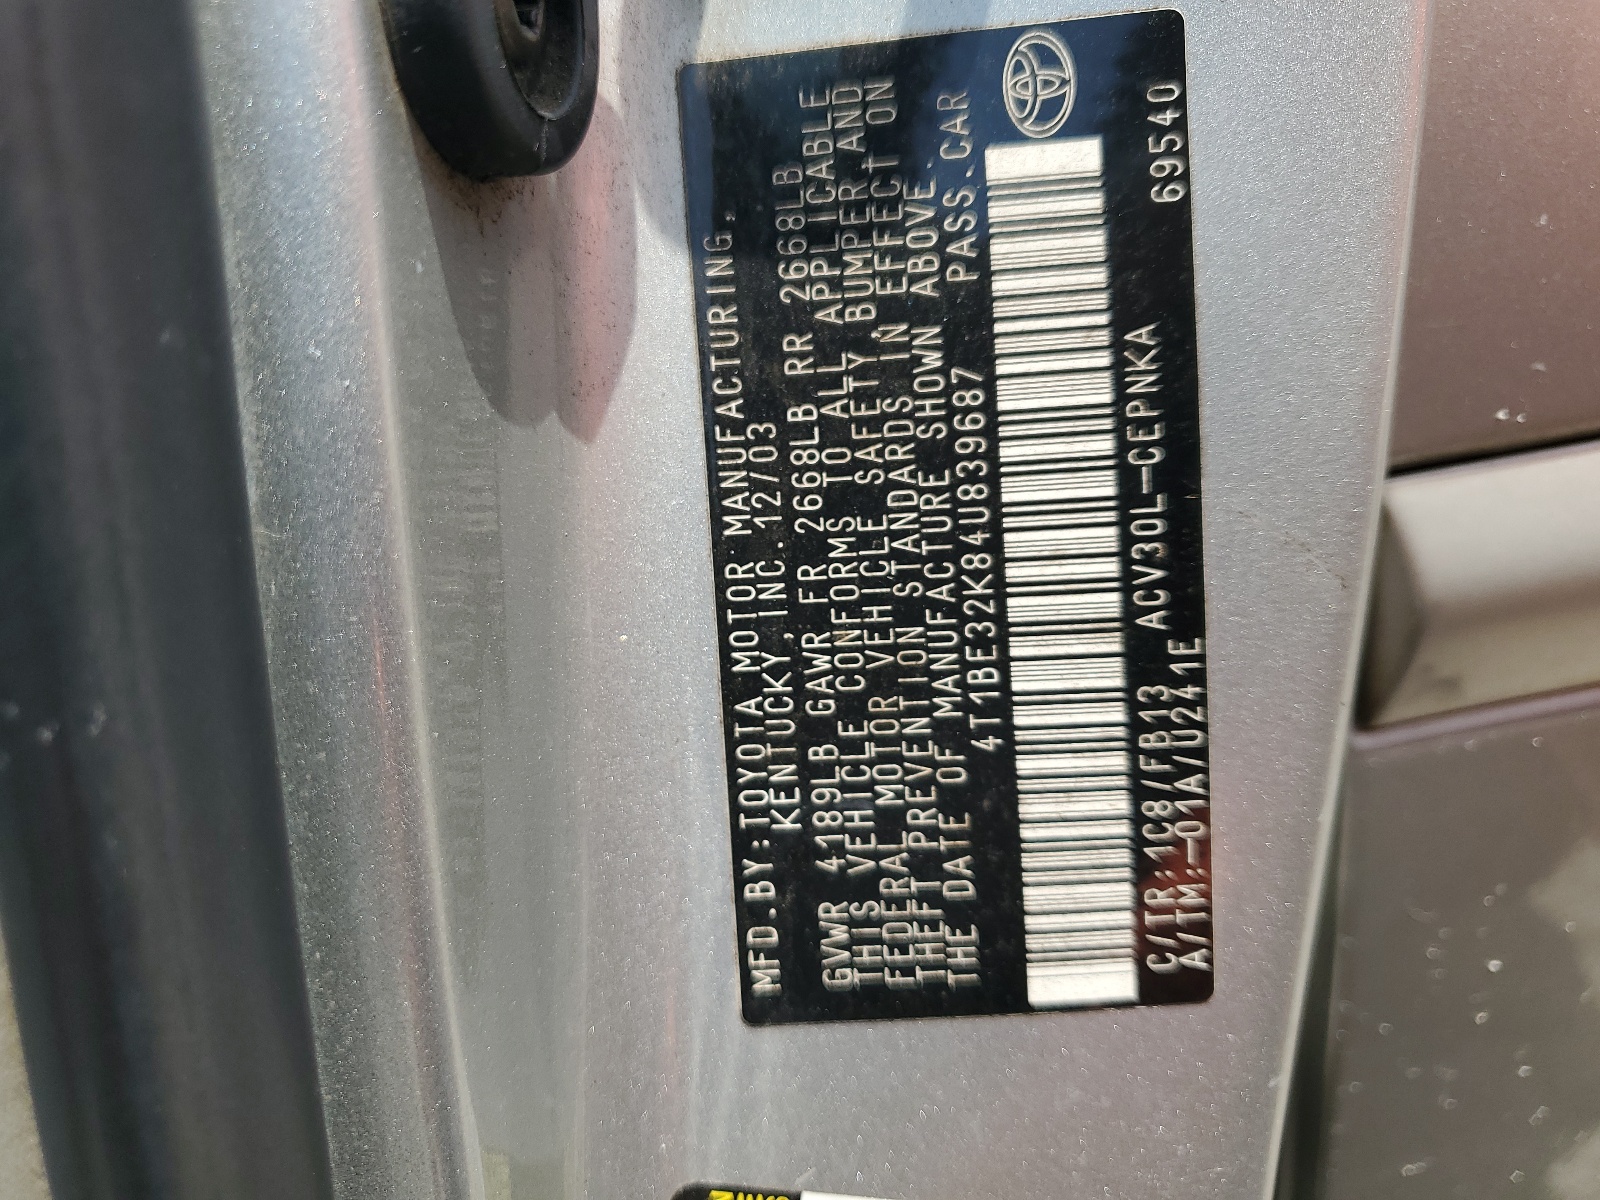 MFD.BY:TOYOTA MOTOR MANUFACTURING,
KENTUCKY, INC. 12/03
GVWR 4189LB GAWR FR 2668LB RR 2668LB
THIS VEHICLE CONFORMS TO ALL APPLICABLE
FEDERAL MOTOR VEHICLE SAFETY, BUMPER, AND
THEFT PREVENTION STANDARDS IN EFFECT ON
THE DATE OF MANUFACTURE SHOWN ABOVE.
4T1BE32K84U839687 PASS. CAR
C/TR:1C8/FB13 ACV30L-CEPNKA 69540
A/TM:-01A/U241E